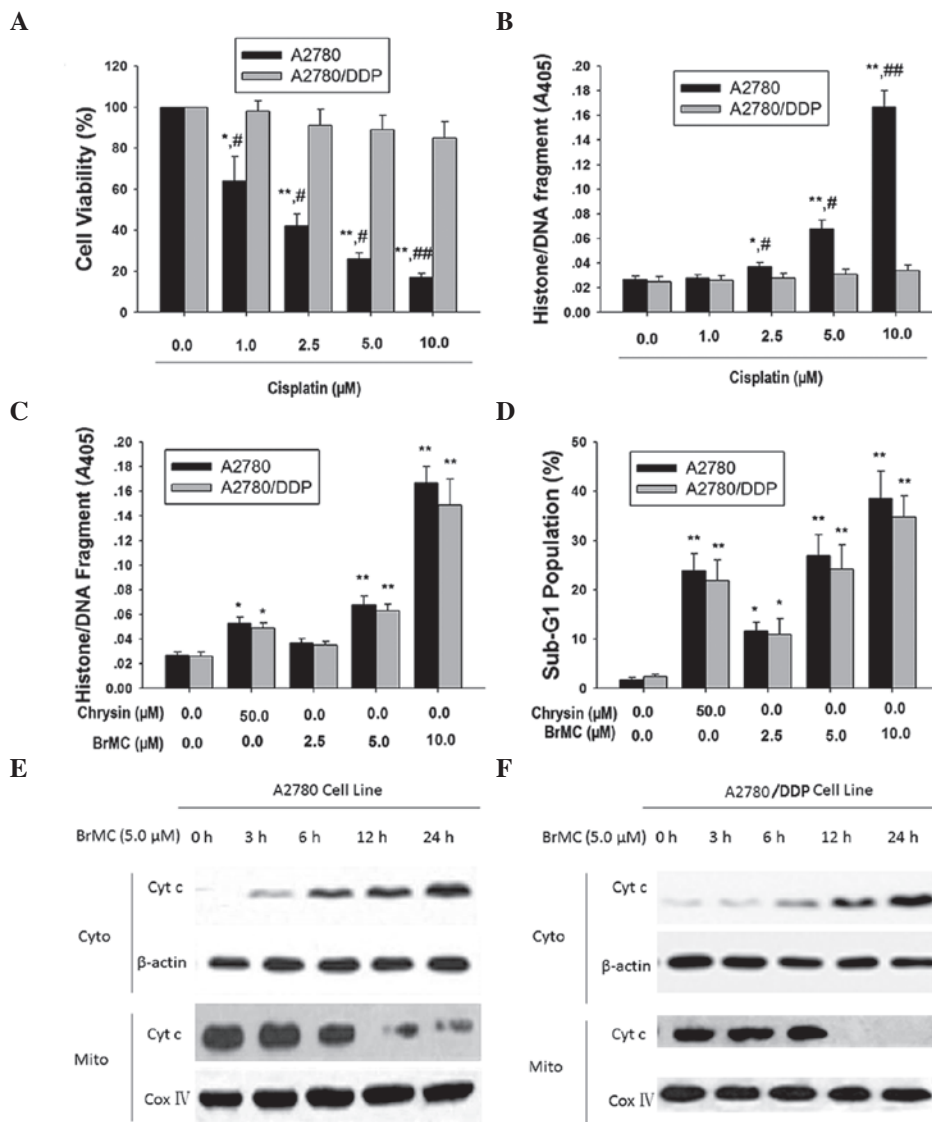 A
A2780
A2780/DDP
Cell Viability (%)
120
100
80
60
40
20
0
*,#
**,#
**,#
**,##
0.0 1.0 2.5 5.0 10.0
Cisplatin (µM)
B
A2780
A2780/DDP
Histone/DNA fragment (A405)
.20
.18
.16
.14
.12
.10
.08
.06
.04
.02
0.00
*,#
**,#
**,##
0.0 1.0 2.5 5.0 10.0
Cisplatin (µM)
C
A2780
A2780/DDP
Histone/DNA Fragment (A405)
.20
.18
.16
.14
.12
.10
.08
.06
.04
.02
0.00
* *
** **
** **
Chrysin (µM) 0.0 50.0 0.0 0.0 0.0
BrMC (µM) 0.0 0.0 2.5 5.0 10.0
D
A2780
A2780/DDP
Sub-G1 Population (%)
50
40
30
20
10
0
** **
* *
** **
** **
Chrysin (µM) 0.0 50.0 0.0 0.0 0.0
BrMC (µM) 0.0 0.0 2.5 5.0 10.0
E
A2780 Cell Line
BrMC (5.0 µM) 0 h 3 h 6 h 12 h 24 h
Cyt c
Cyto
β-actin
Cyt c
Mito
Cox IV
F
A2780/DDP Cell Line
BrMC (5.0 µM) 0 h 3 h 6 h 12 h 24 h
Cyt c
Cyto
β-actin
Cyt c
Mito
Cox IV